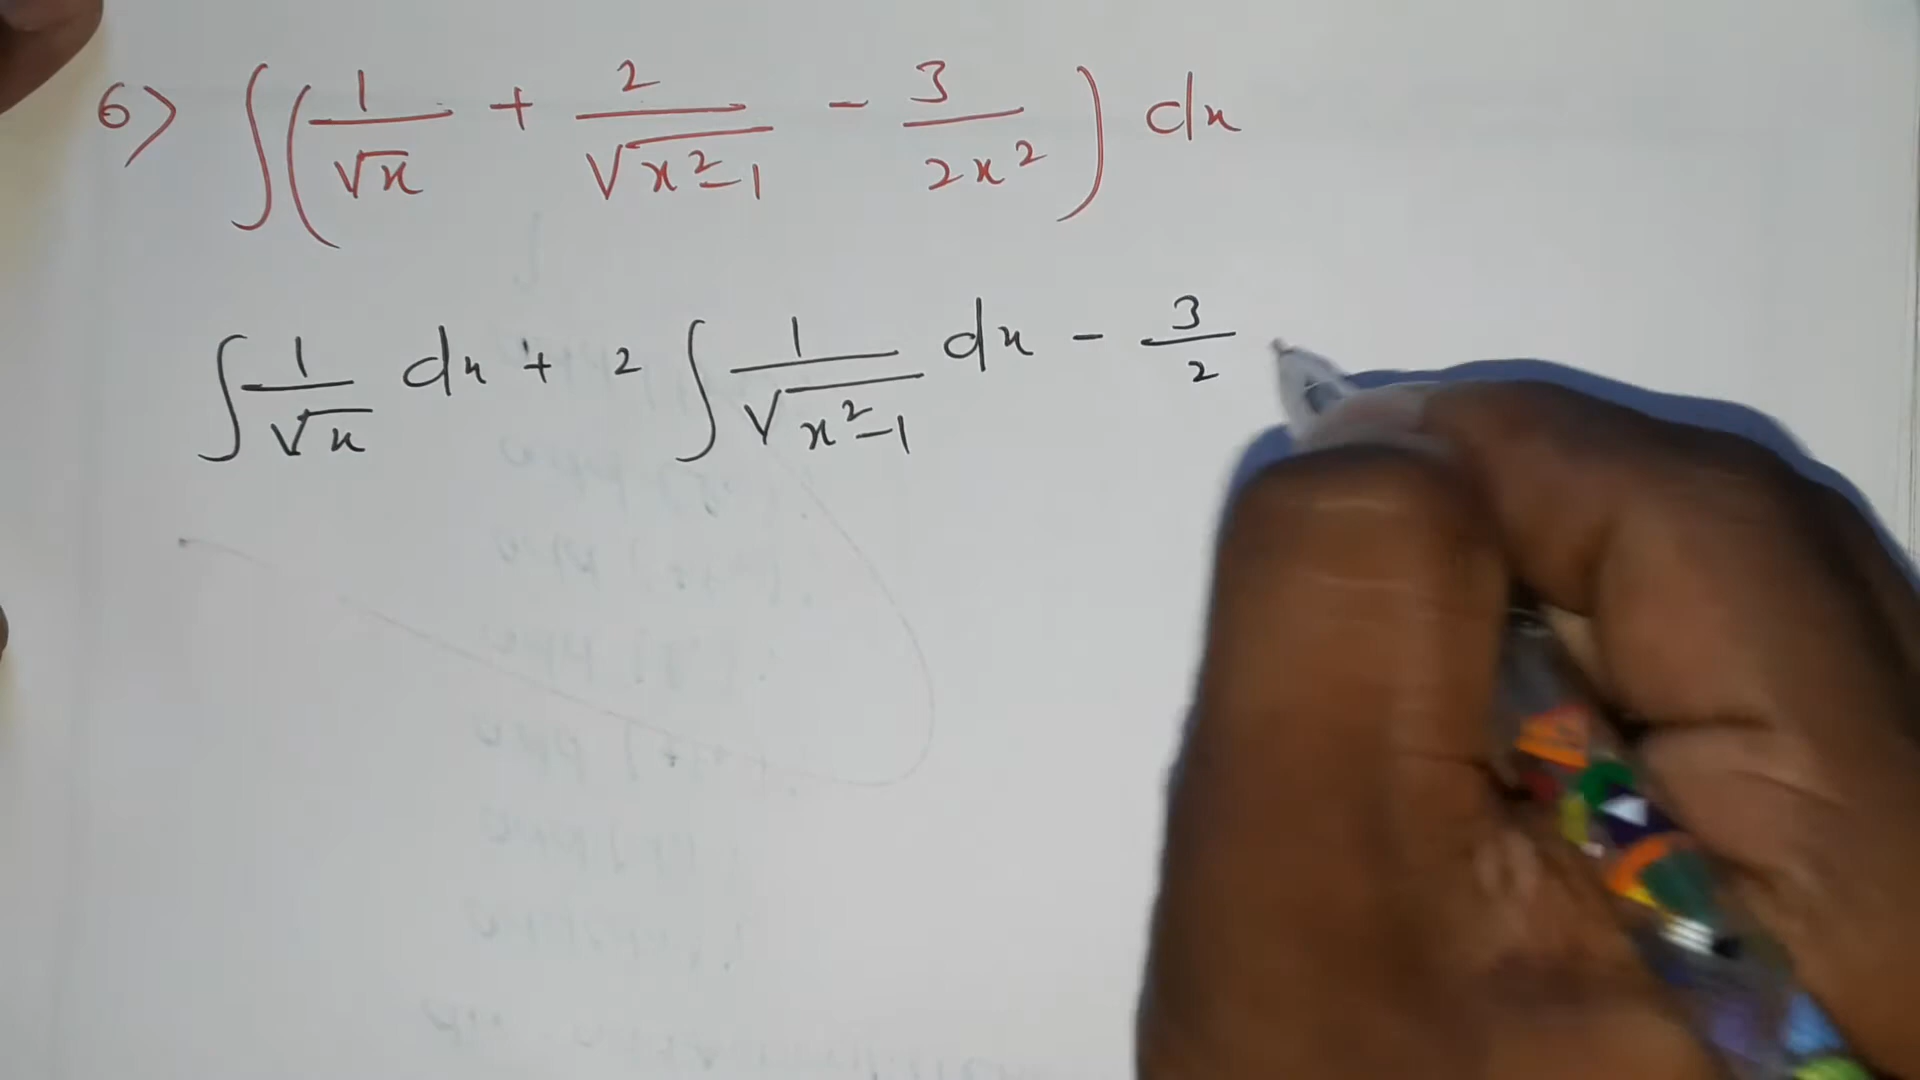 6) ∫(1/√x + 2/√x²-1 - 3/2x²) dx
∫1/√x dx + 2 ∫1/√x²-1 dx - 3/2